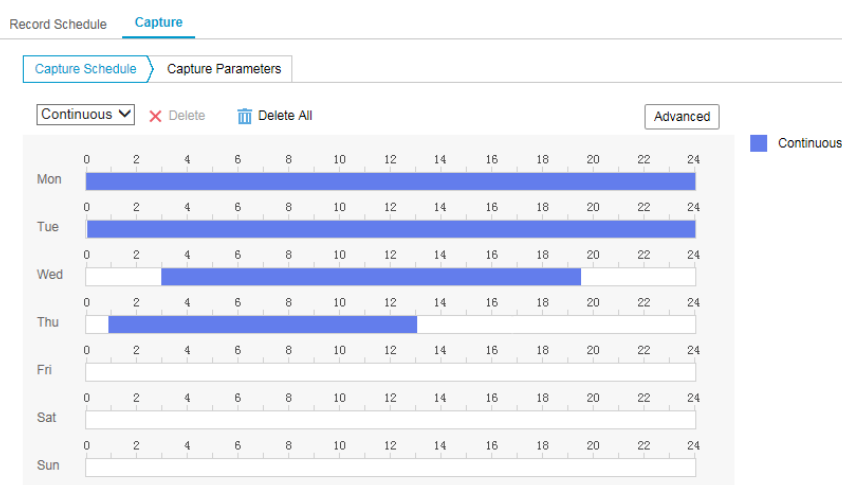 Record Schedule Capture
Capture Schedule Capture Parameters
Continuous Delete Delete All Advanced
Continuous
0 2 4 6 8 10 12 14 16 18 20 22 24
Mon
0 2 4 6 8 10 12 14 16 18 20 22 24
Tue
0 2 4 6 8 10 12 14 16 18 20 22 24
Wed
0 2 4 6 8 10 12 14 16 18 20 22 24
Thu
0 2 4 6 8 10 12 14 16 18 20 22 24
Fri
0 2 4 6 8 10 12 14 16 18 20 22 24
Sat
0 2 4 6 8 10 12 14 16 18 20 22 24
Sun